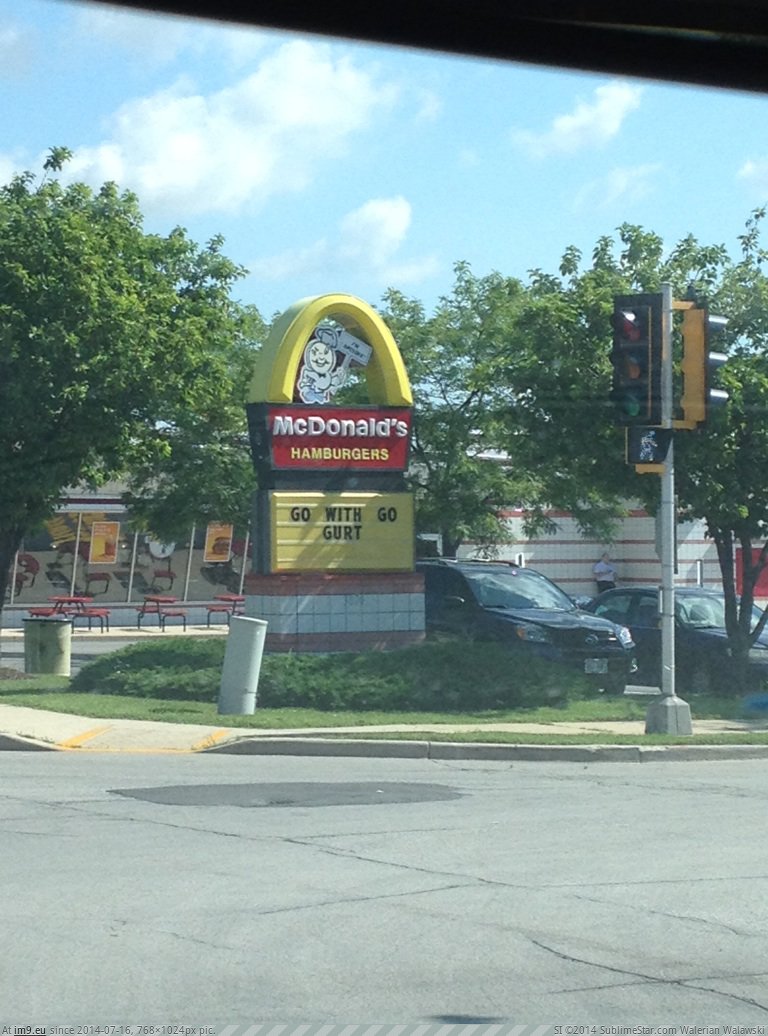 McDonald's
HAMBURGERS
GO WITH GO
GURT
At im9.eu since 2014-07-16, 768×1024px pic.
SI ©2014 SublimeStar.com Walerian Walawski